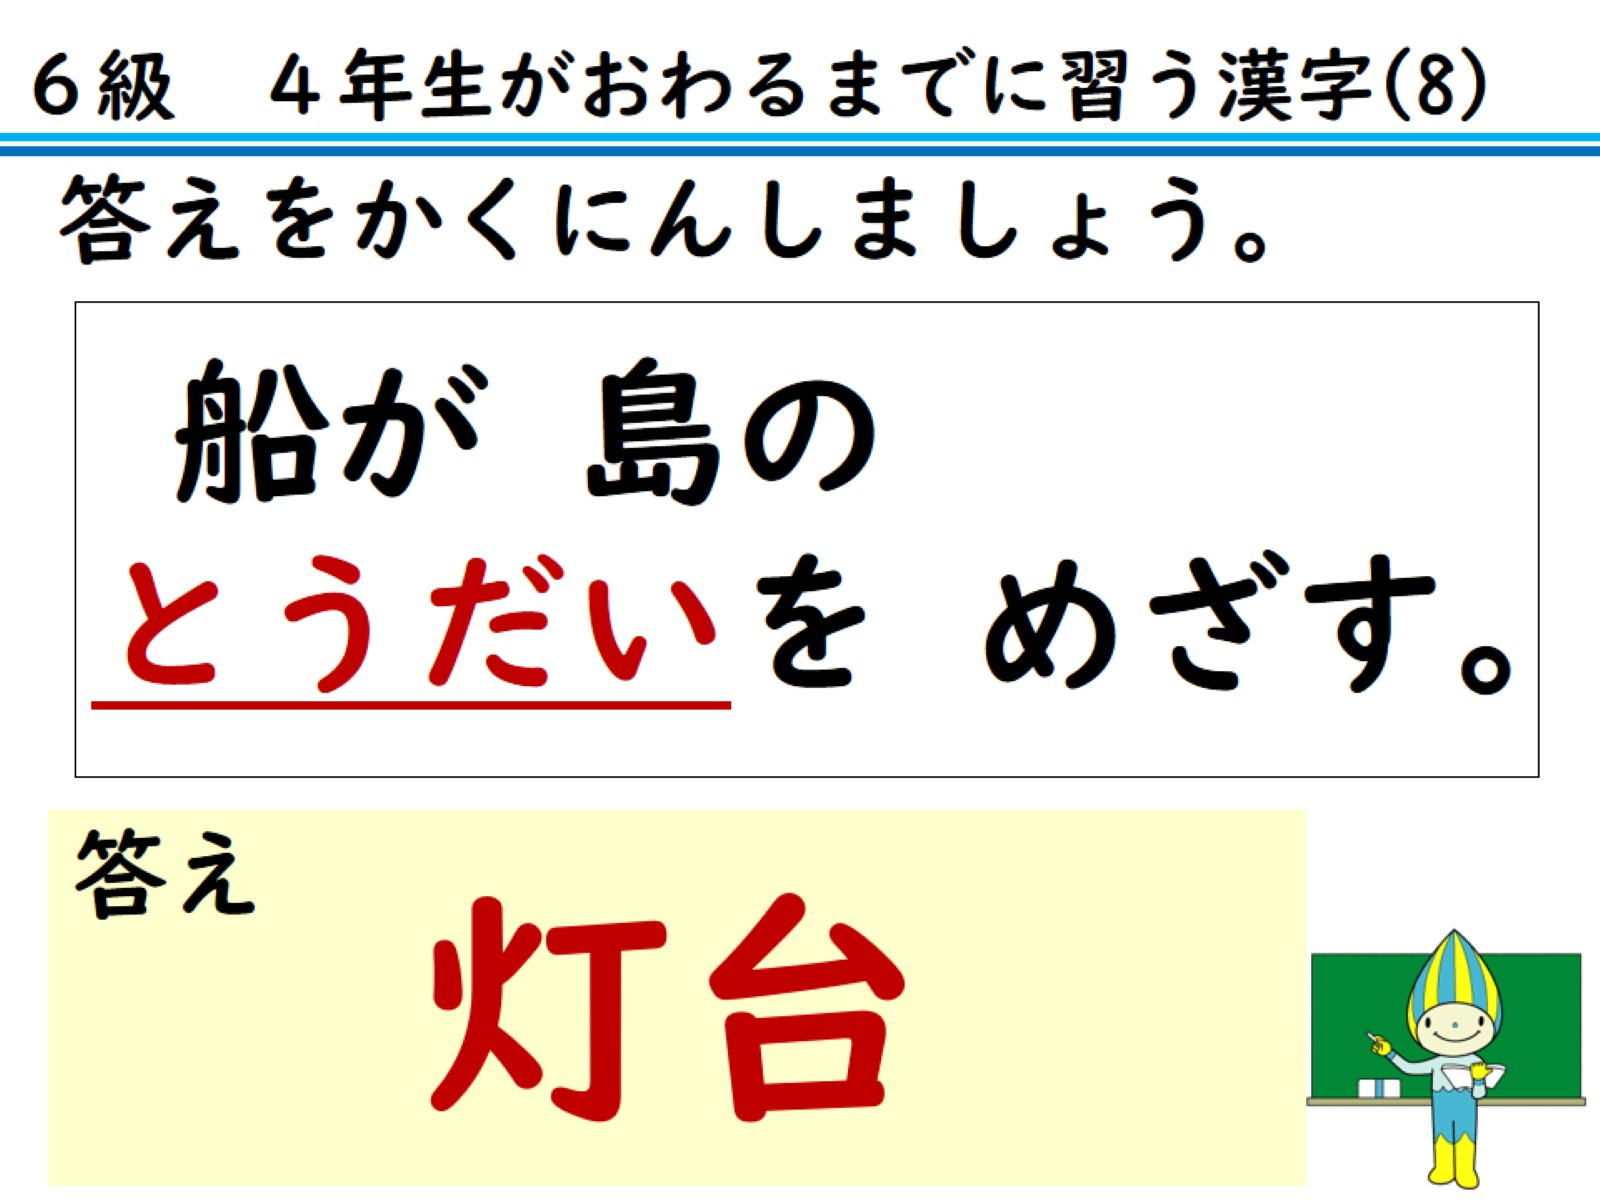 ６級　４年生がおわるまでに習う漢字(8)
答えをかくにんしましょう。
船が 島の
とうだいを めざす。
答え
灯台